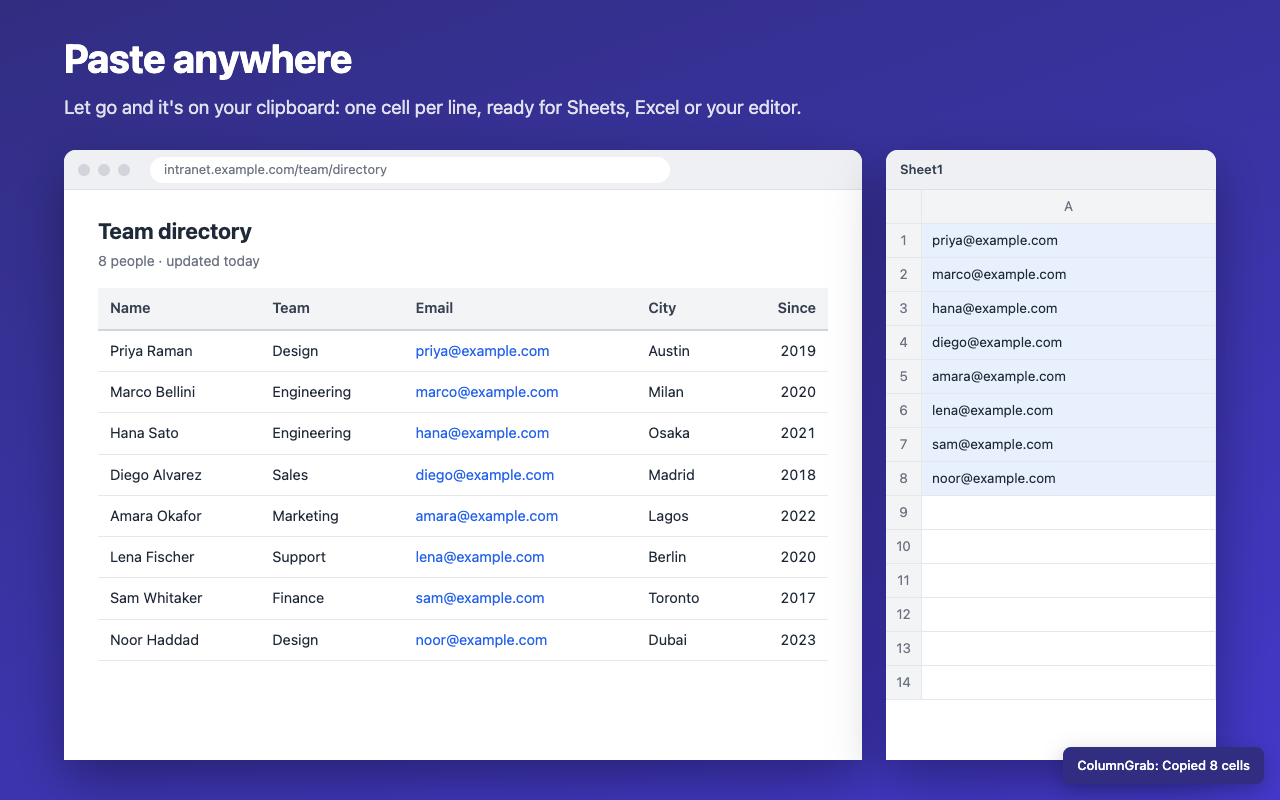 Paste anywhere
Let go and it's on your clipboard: one cell per line, ready for Sheets, Excel or your editor.
intranet.example.com/team/directory
Team directory
8 people · updated today
Name Team Email City Since
Priya Raman Design priya@example.com Austin 2019
Marco Bellini Engineering marco@example.com Milan 2020
Hana Sato Engineering hana@example.com Osaka 2021
Diego Alvarez Sales diego@example.com Madrid 2018
Amara Okafor Marketing amara@example.com Lagos 2022
Lena Fischer Support lena@example.com Berlin 2020
Sam Whitaker Finance sam@example.com Toronto 2017
Noor Haddad Design noor@example.com Dubai 2023
Sheet1
A
1 priya@example.com
2 marco@example.com
3 hana@example.com
4 diego@example.com
5 amara@example.com
6 lena@example.com
7 sam@example.com
8 noor@example.com
9
10
11
12
13
14
ColumnGrab: Copied 8 cells